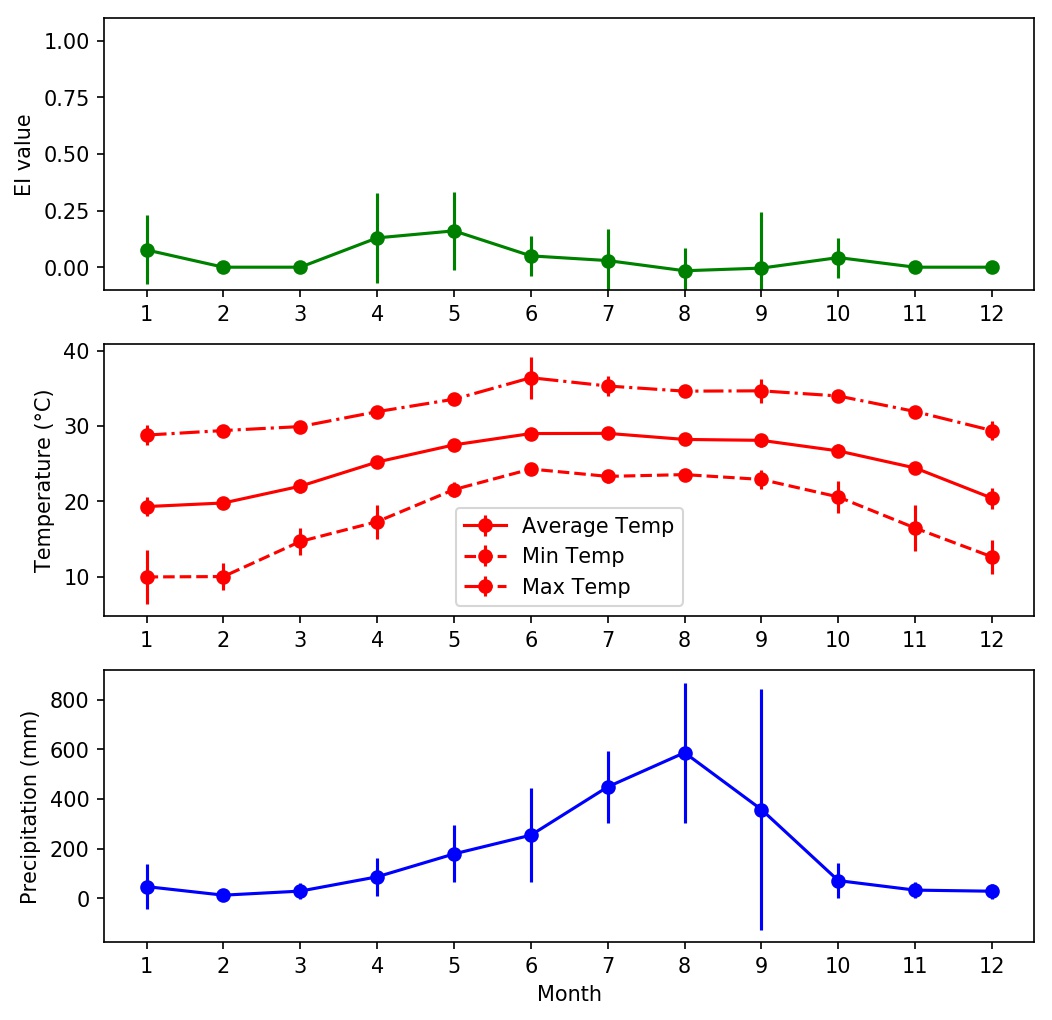 EI value
1.00
0.75
0.50
0.25
0.00
1 2 3 4 5 6 7 8 9 10 11 12
Temperature (°C)
40
30
20
10
Average Temp
Min Temp
Max Temp
1 2 3 4 5 6 7 8 9 10 11 12
Precipitation (mm)
800
600
400
200
0
1 2 3 4 5 6 7 8 9 10 11 12
Month